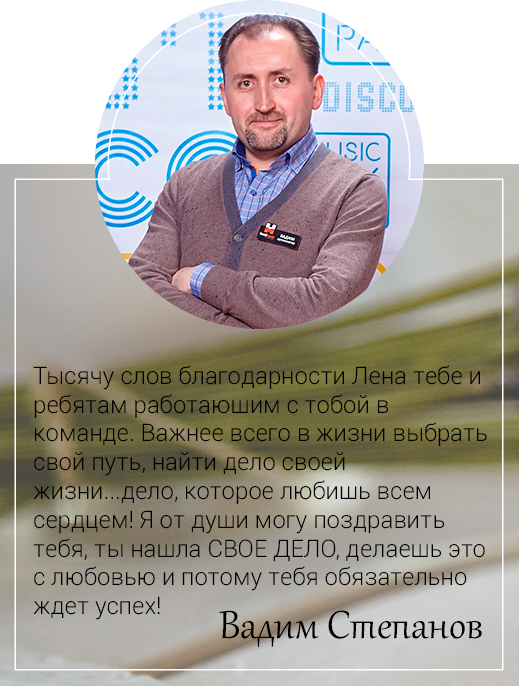 DISCO
MUSIC
ВАДИМ
Тысячу слов благодарности Лена тебе и
ребятам работаюшим с тобой в
команде. Важнее всего в жизни выбрать
свой путь, найти дело своей
жизни...дело, которое любишь всем
сердцем! Я от души могу поздравить
тебя, ты нашла СВОЕ ДЕЛО, делаешь это
с любовью и потому тебя обязательно
ждет успех!
Вадим Степанов